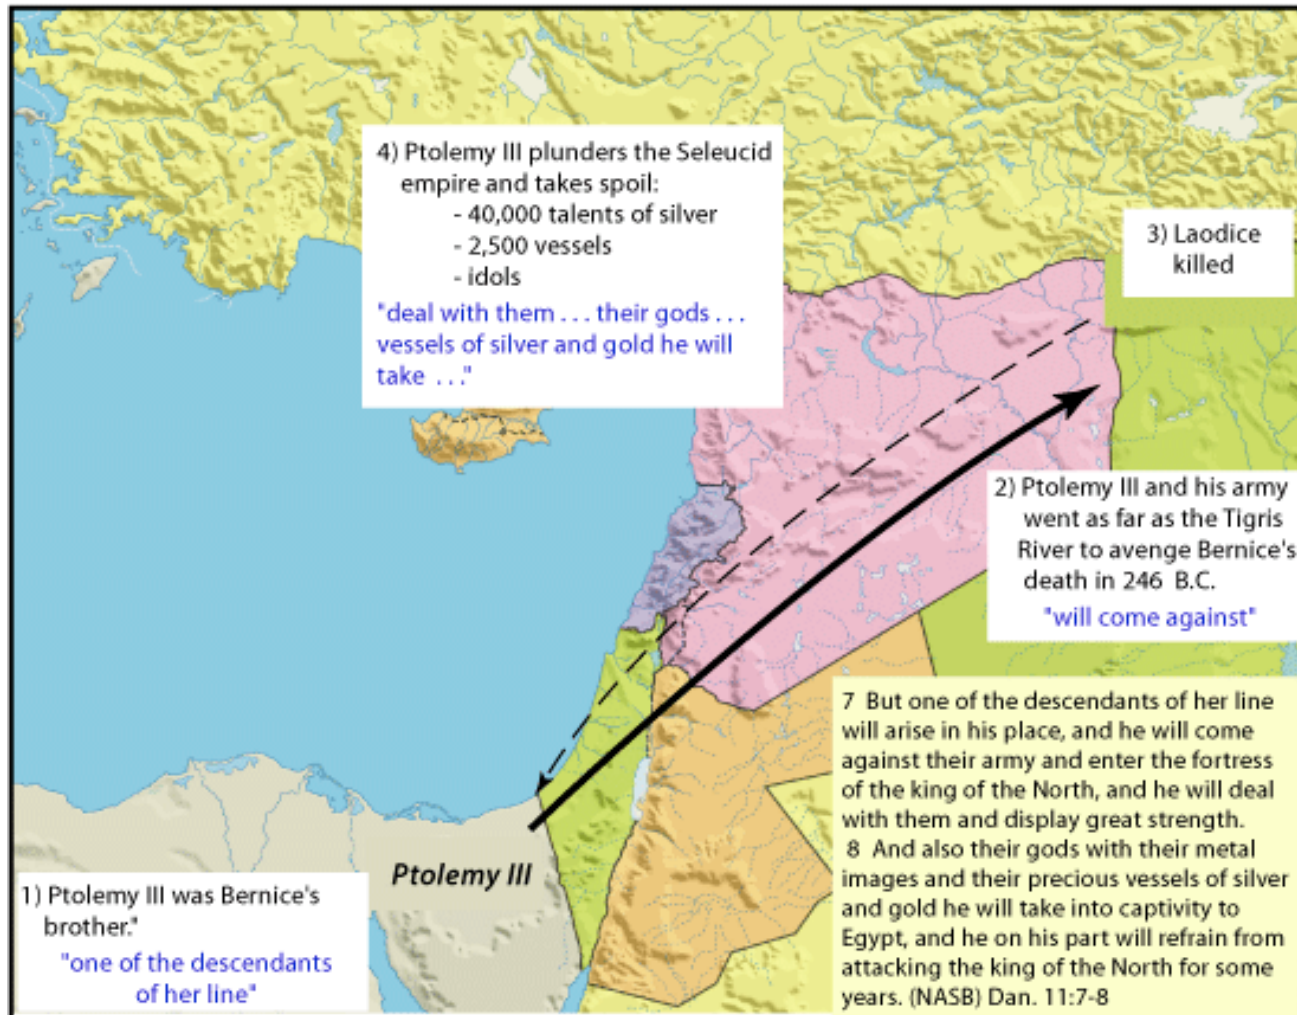 4) Ptolemy III plunders the Seleucid
empire and takes spoil:
- 40,000 talents of silver
- 2,500 vessels
- idols
"deal with them . . . their gods . . .
vessels of silver and gold he will
take . . ."
3) Laodice
killed
2) Ptolemy III and his army
went as far as the Tigris
River to avenge Bernice's
death in 246 B.C.
"will come against"
Ptolemy III
1) Ptolemy III was Bernice's
brother."
"one of the descendants
of her line"
7 But one of the descendants of her line
will arise in his place, and he will come
against their army and enter the fortress
of the king of the North, and he will deal
with them and display great strength.
8 And also their gods with their metal
images and their precious vessels of silver
and gold he will take into captivity to
Egypt, and he on his part will refrain from
attacking the king of the North for some
years. (NASB) Dan. 11:7-8